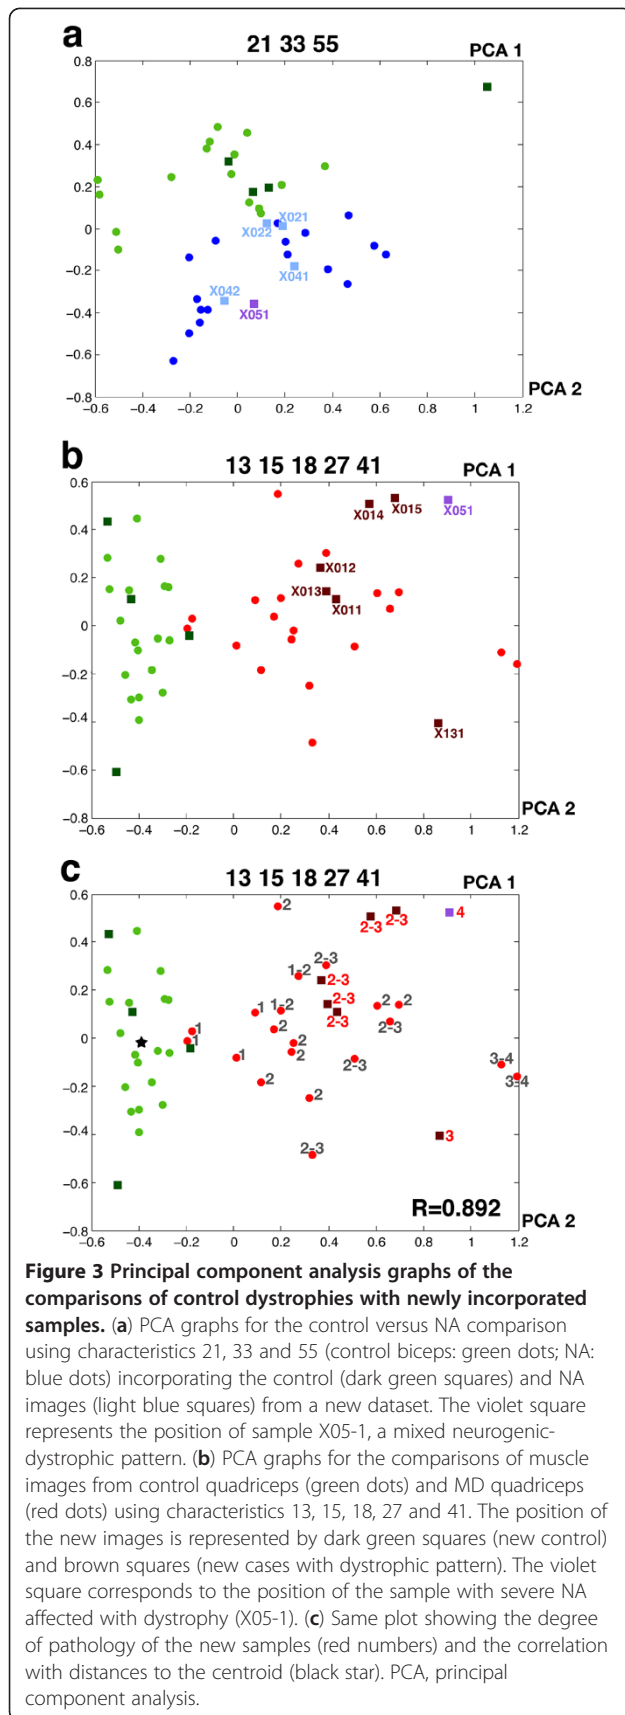 a
21 33 55
PCA 1
0.8
0.6
0.4
0.2
0
−0.2
−0.4
−0.6
−0.8
X021
X022
X041
X042
X051
−0.6 −0.4 −0.2 0 0.2 0.4 0.6 0.8 1 1.2
PCA 2
b
13 15 18 27 41
PCA 1
0.6
0.4
0.2
0
−0.2
−0.4
−0.6
−0.8
X014
X015
X051
X012
X013
X011
X131
−0.6 −0.4 −0.2 0 0.2 0.4 0.6 0.8 1 1.2
PCA 2
c
13 15 18 27 41
PCA 1
0.6
0.4
0.2
0
−0.2
−0.4
−0.6
−0.8
2
2-3
2-3
4
2-3
1-2
2-3
1
1-2
2-3
2-3
2
2
2-3
1
1
2
2
2
1
2-3
3-4
3-4
2
2
3
2-3
R=0.892
−0.6 −0.4 −0.2 0 0.2 0.4 0.6 0.8 1 1.2
PCA 2
Figure 3 Principal component analysis graphs of the
comparisons of control dystrophies with newly incorporated
samples. (a) PCA graphs for the control versus NA comparison
using characteristics 21, 33 and 55 (control biceps: green dots; NA:
blue dots) incorporating the control (dark green squares) and NA
images (light blue squares) from a new dataset. The violet square
represents the position of sample X05-1, a mixed neurogenic-
dystrophic pattern. (b) PCA graphs for the comparisons of muscle
images from control quadriceps (green dots) and MD quadriceps
(red dots) using characteristics 13, 15, 18, 27 and 41. The position of
the new images is represented by dark green squares (new control)
and brown squares (new cases with dystrophic pattern). The violet
square corresponds to the position of the sample with severe NA
affected with dystrophy (X05-1). (c) Same plot showing the degree
of pathology of the new samples (red numbers) and the correlation
with distances to the centroid (black star). PCA, principal
component analysis.